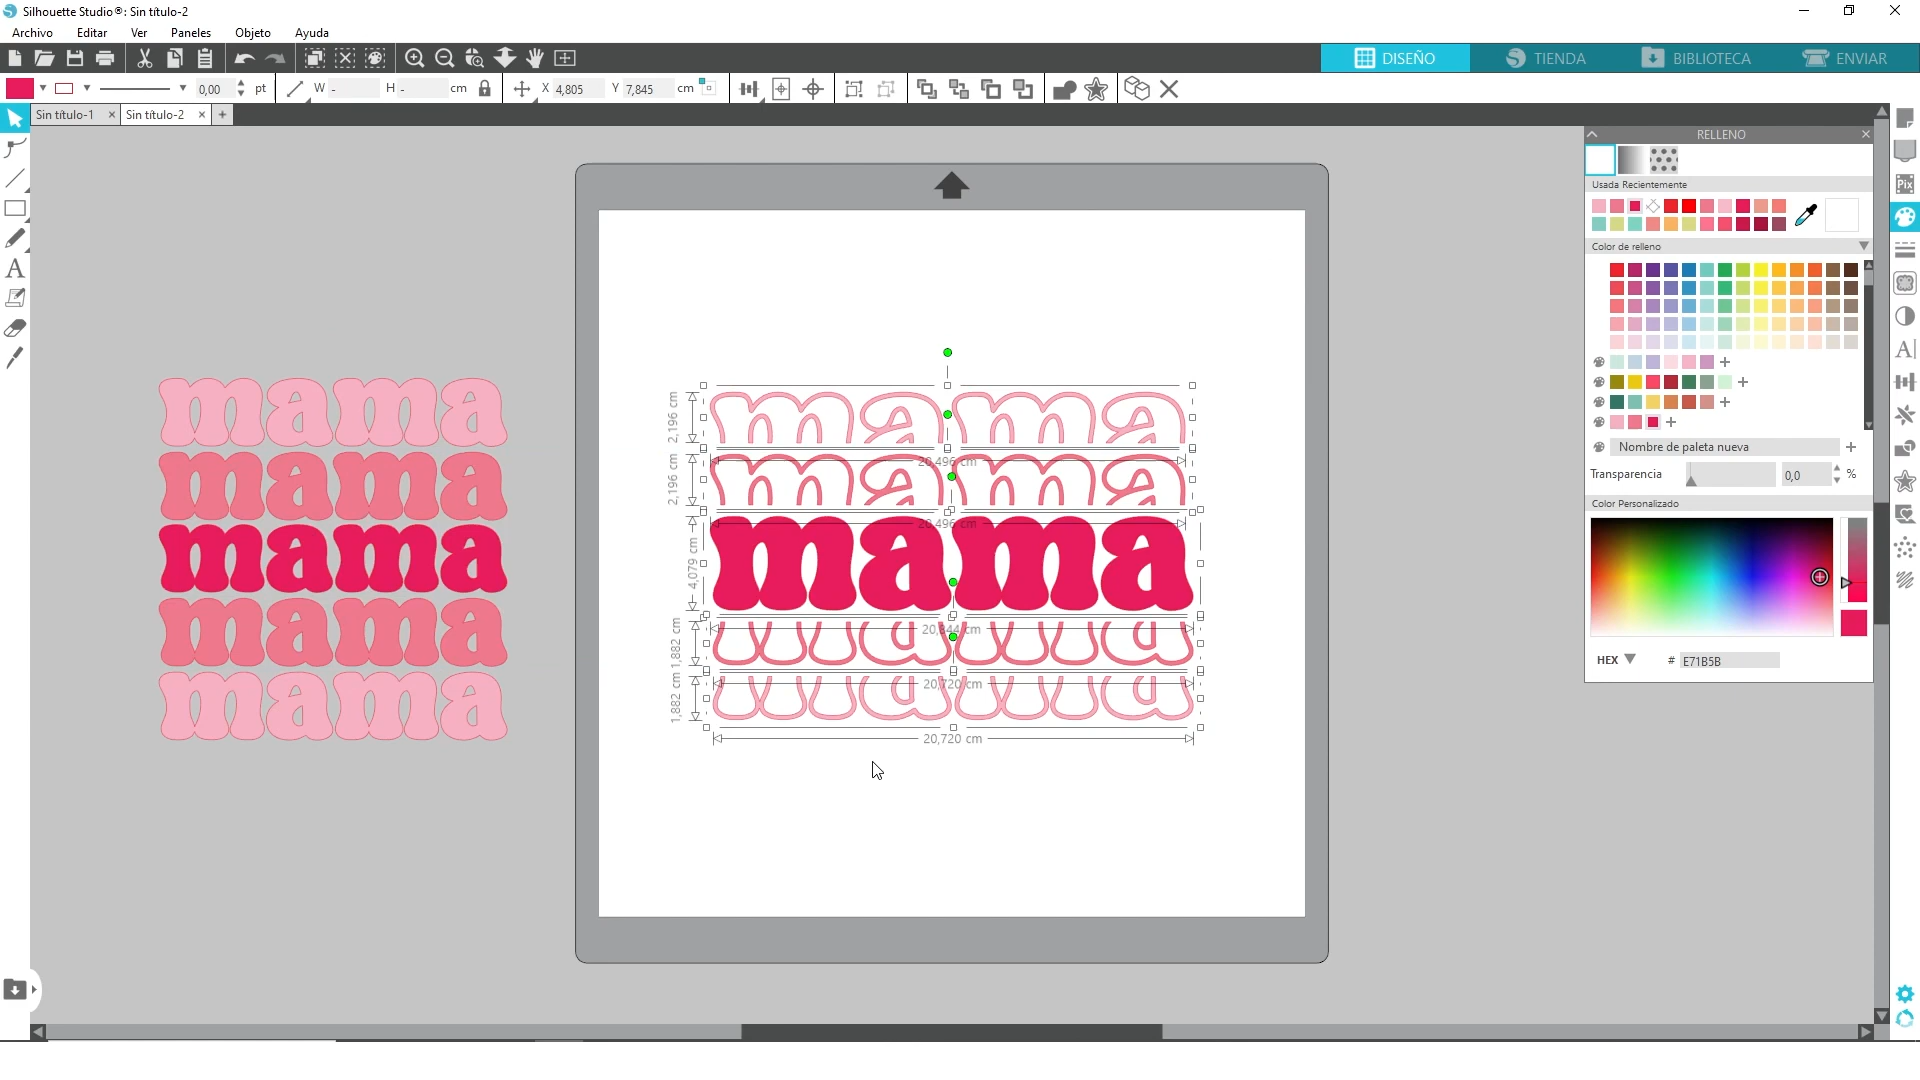 Silhouette Studio®: Sin título-2
Archivo Editar Ver Paneles Objeto Ayuda
DISEÑO TIENDA BIBLIOTECA ENVIAR
0,00 pt W - H - cm X 4,805 Y 7,845 cm
Sin título-1 × Sin título-2 × +
RELLENO
Usada Recientemente
Color de relleno
Nombre de paleta nueva
Transparencia 0,0 %
Color Personalizado
HEX # E71B5B
Pix
A
A
mama
mama
mama
mama
mama
2,196 cm
mama
20,496 cm
2,196 cm
mama
20,496 cm
4,079 cm
mama
20,844 cm
1,882 cm
mama
20,720 cm
1,882 cm
mama
20,720 cm